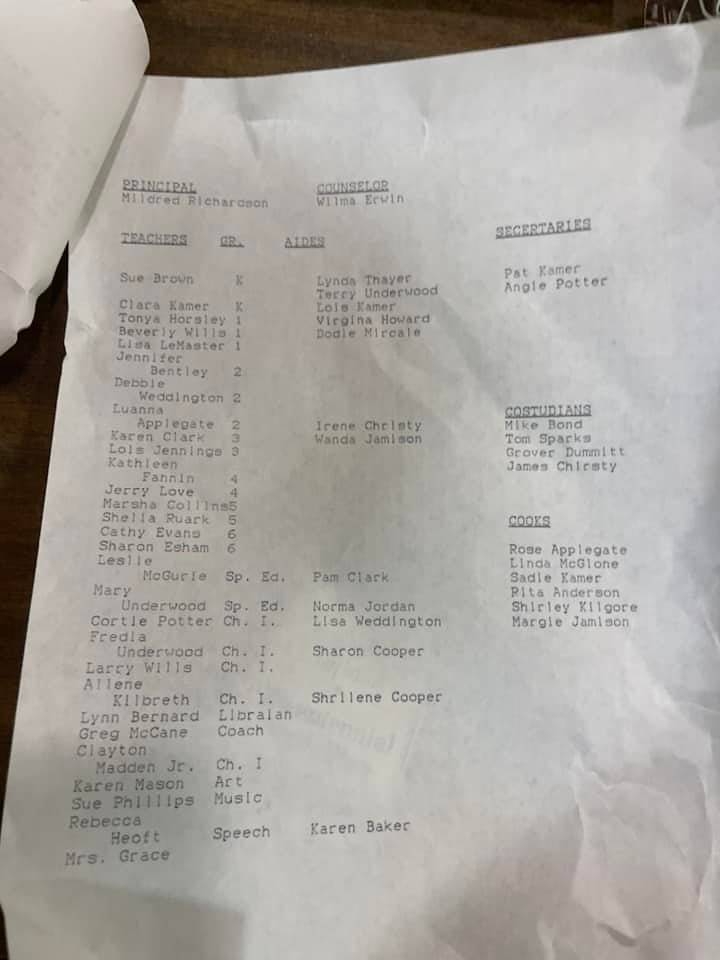 PRINCIPAL COUNSELOR
Mildred Richardson Wilma Erwin
SECERTARIES
TEACHERS GR. AIDES
Pat Kamer
Sue Brown K Lynda Thayer
Angie Potter
Terry Underwood
Clara Kamer K Lois Kamer
Tonya Horsley 1 Virgina Howard
Beverly Wills 1 Dodie Mircale
Lisa LeMaster 1
Jennifer
Bentley 2
Debbie
Weddington 2
Luanna COSTUDIANS
Applegate 2 Irene Christy Mike Bond
Karen Clark 3 Wanda Jamison Tom Sparks
Lois Jennings 3 Grover Dummitt
Kathleen James Chirsty
Fannin 4
Jerry Love 4
Marsha Collins5
Shella Ruark 5 COOKS
Cathy Evans 6
Sharon Esham 6 Rose Applegate
Leslie Linda McGlone
McGurie Sp. Ed. Pam Clark Sadie Kamer
Mary Rita Anderson
Underwood Sp. Ed. Norma Jordan Shirley Kilgore
Cortie Potter Ch. I. Lisa Weddington Margie Jamison
Fredia
Underwood Ch. I. Sharon Cooper
Larry Wills Ch. I.
Allene
Kilbreth Ch. I. Shrilene Cooper
Lynn Bernard Libraian
Greg McCane Coach
Clayton
Madden Jr. Ch. I
Karen Mason Art
Sue Phillips Music
Rebecca
Heoft Speech Karen Baker
Mrs. Grace